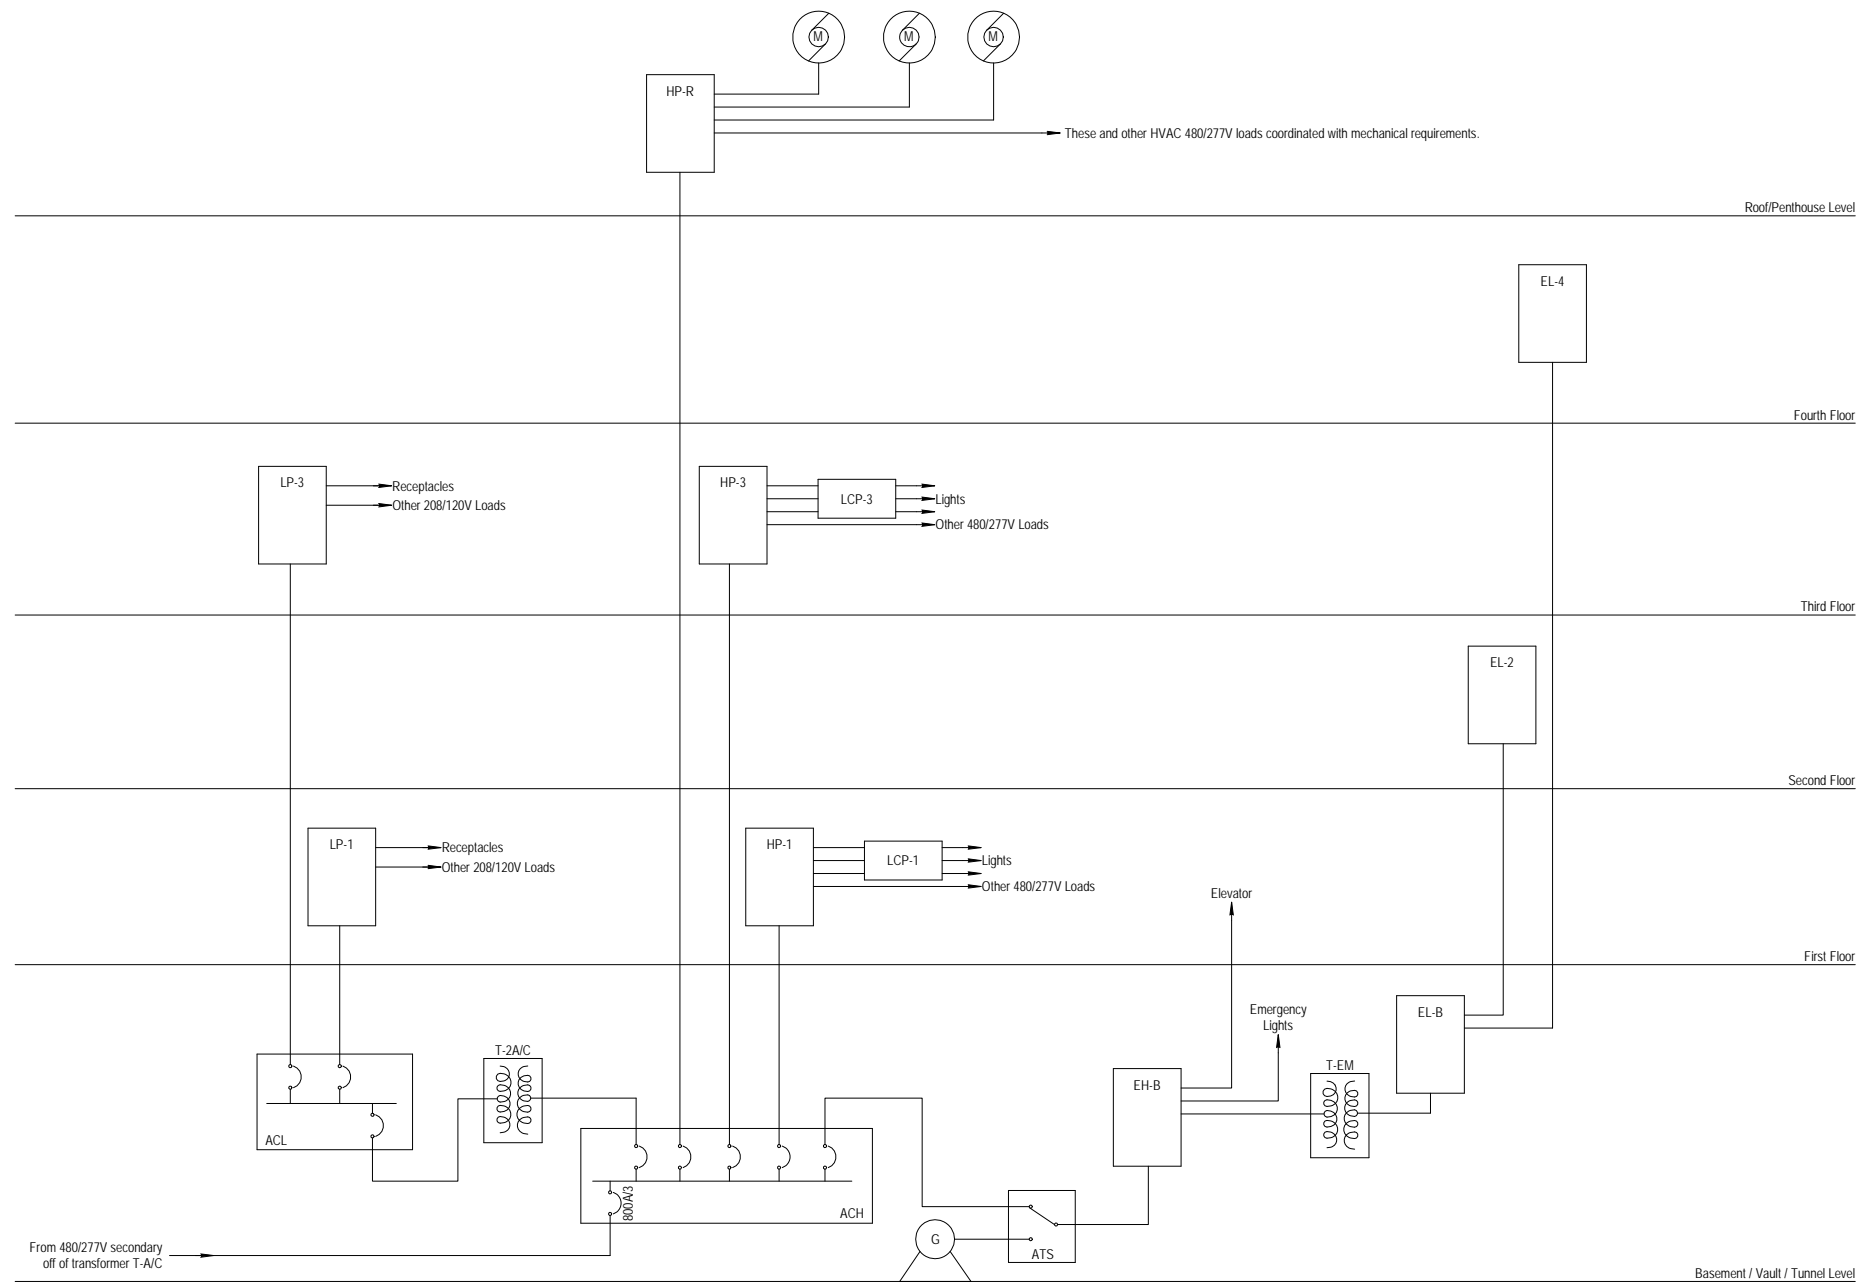 M M M
HP-R
These and other HVAC 480/277V loads coordinated with mechanical requirements.
Roof/Penthouse Level
EL-4
Fourth Floor
LP-3
Receptacles
Other 208/120V Loads
HP-3
LCP-3
Lights
Other 480/277V Loads
Third Floor
EL-2
Second Floor
LP-1
Receptacles
Other 208/120V Loads
HP-1
LCP-1
Lights
Other 480/277V Loads
Elevator
First Floor
Emergency
Lights
EL-B
T-2A/C
T-EM
EH-B
ACL
800A/3
ACH
G
ATS
From 480/277V secondary
off of transformer T-A/C
Basement / Vault / Tunnel Level